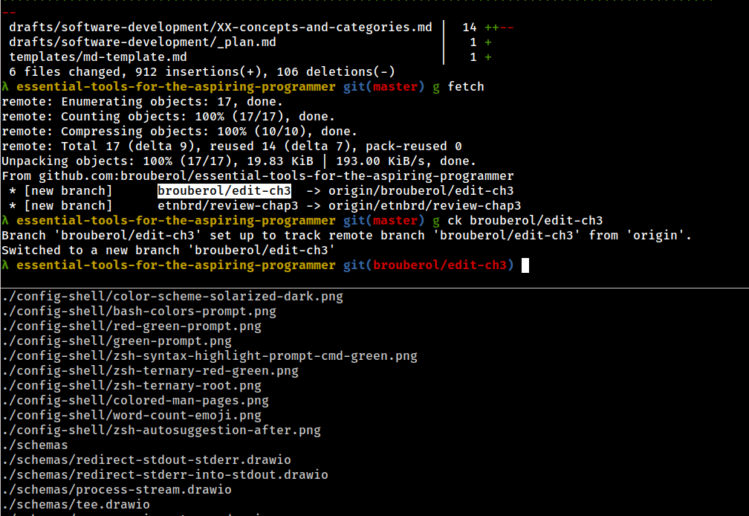 --
drafts/software-development/XX-concepts-and-categories.md | 14 ++--
drafts/software-development/_plan.md | 1 +
templates/md-template.md | 1 +
6 files changed, 912 insertions(+), 106 deletions(-)
λ essential-tools-for-the-aspiring-programmer git(master) g fetch
remote: Enumerating objects: 17, done.
remote: Counting objects: 100% (17/17), done.
remote: Compressing objects: 100% (10/10), done.
remote: Total 17 (delta 9), reused 14 (delta 7), pack-reused 0
Unpacking objects: 100% (17/17), 19.83 KiB | 193.00 KiB/s, done.
From github.com:brouberol/essential-tools-for-the-aspiring-programmer
* [new branch] brouberol/edit-ch3 -> origin/brouberol/edit-ch3
* [new branch] etnbrd/review-chap3 -> origin/etnbrd/review-chap3
λ essential-tools-for-the-aspiring-programmer git(master) g ck brouberol/edit-ch3
Branch 'brouberol/edit-ch3' set up to track remote branch 'brouberol/edit-ch3' from 'origin'.
Switched to a new branch 'brouberol/edit-ch3'
λ essential-tools-for-the-aspiring-programmer git(brouberol/edit-ch3)
./config-shell/color-scheme-solarized-dark.png
./config-shell/bash-colors-prompt.png
./config-shell/red-green-prompt.png
./config-shell/green-prompt.png
./config-shell/zsh-syntax-highlight-prompt-cmd-green.png
./config-shell/zsh-ternary-red-green.png
./config-shell/zsh-ternary-root.png
./config-shell/colored-man-pages.png
./config-shell/word-count-emoji.png
./config-shell/zsh-autosuggestion-after.png
./schemas
./schemas/redirect-stdout-stderr.drawio
./schemas/redirect-stderr-into-stdout.drawio
./schemas/process-stream.drawio
./schemas/tee.drawio